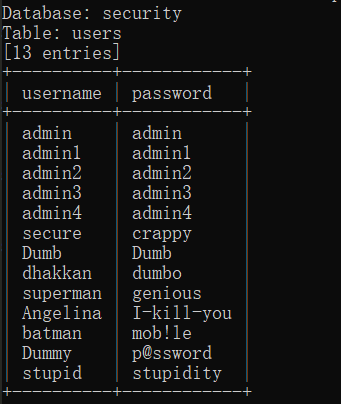 Database: security
Table: users
[13 entries]
+----------+------------+
| username | password   |
+----------+------------+
| admin    | admin      |
| admin1   | admin1     |
| admin2   | admin2     |
| admin3   | admin3     |
| admin4   | admin4     |
| secure   | crappy     |
| Dumb     | Dumb       |
| dhakkan  | dumbo      |
| superman | genious    |
| Angelina | I-kill-you |
| batman   | mob!le     |
| Dummy    | p@ssword   |
| stupid   | stupidity  |
+----------+------------+